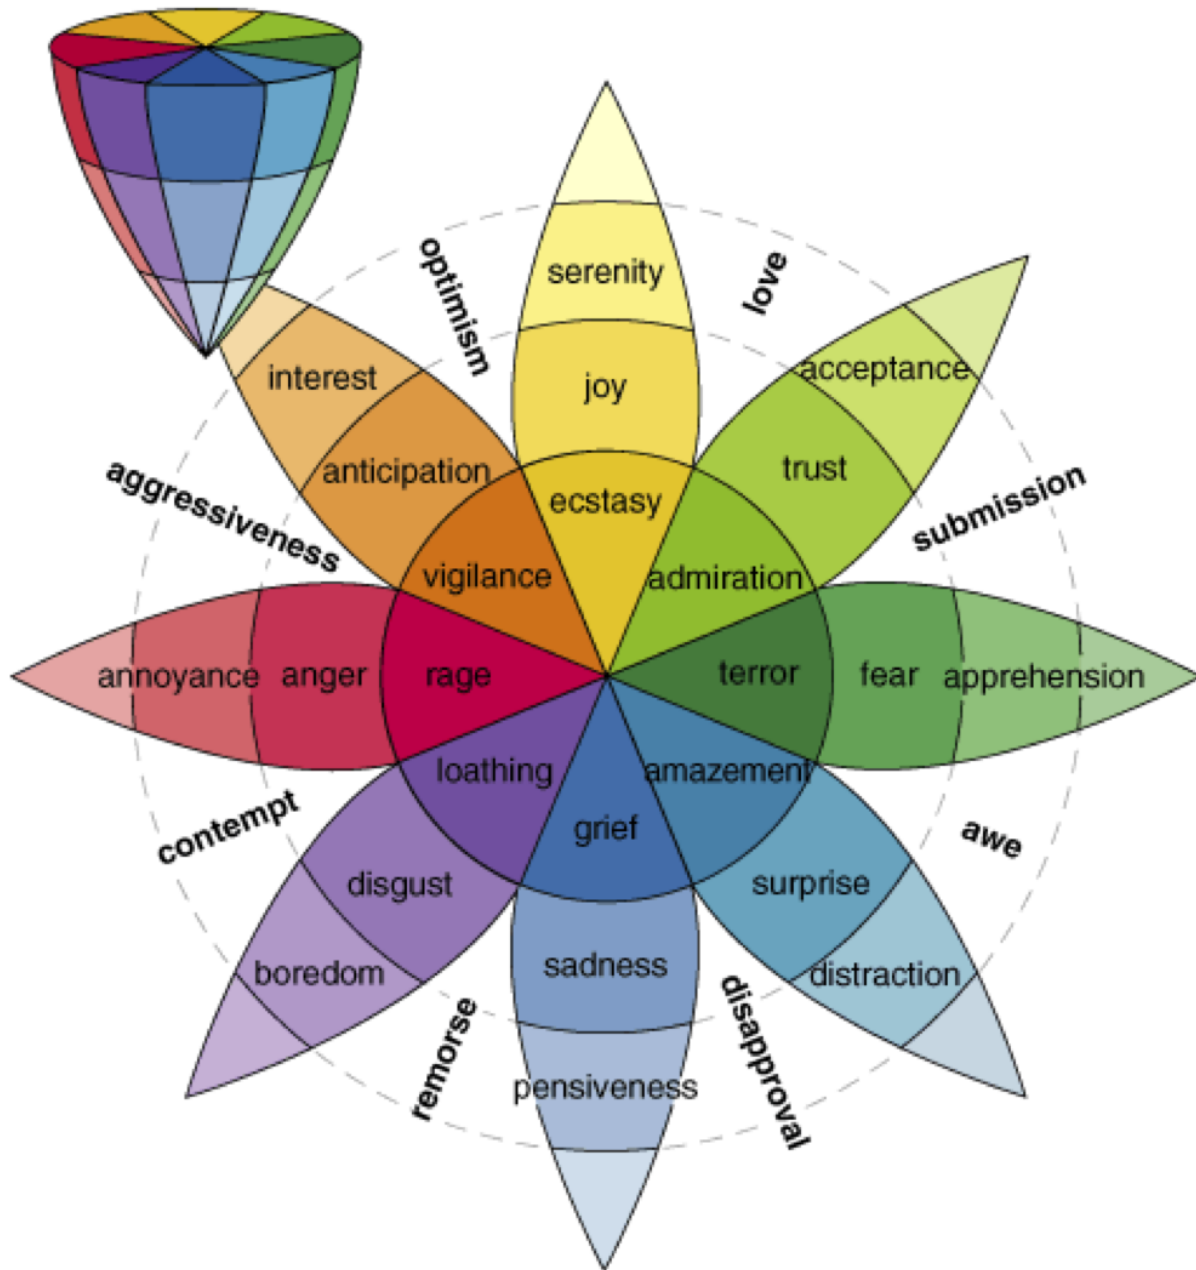 optimism
love
serenity
interest
joy
acceptance
anticipation
trust
aggressiveness
ecstasy
submission
vigilance
admiration
annoyance
anger
rage
terror
fear
apprehension
loathing
amazement
contempt
grief
awe
disgust
surprise
boredom
sadness
distraction
remorse
pensiveness
disapproval